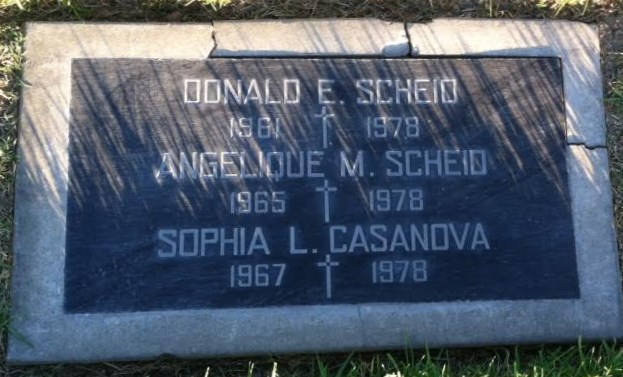 DONALD E. SCHEID
1961 1978
ANGELIQUE M. SCHEID
1965 1978
SOPHIA L. CASANOVA
1967 1978